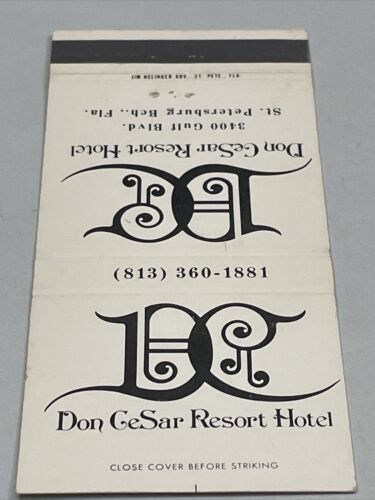 JIM HELINGER ADV., ST. PETE., FLA
St. Petersburg Bch., Fla.
3400 Gulf Blvd.
Don CeSar Resort Hotel
(813) 360-1881
Don CeSar Resort Hotel
CLOSE COVER BEFORE STRIKING